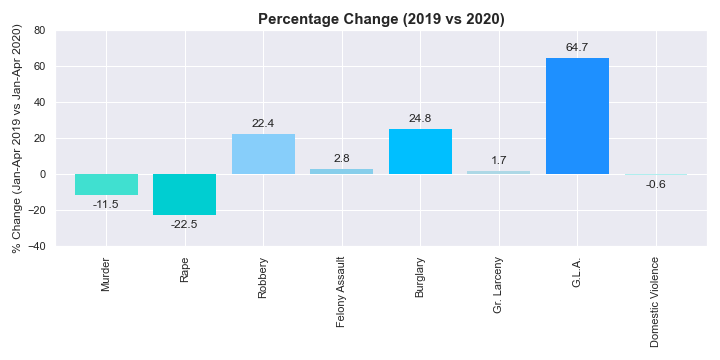 Percentage Change (2019 vs 2020)
% Change (Jan-Apr 2019 vs Jan-Apr 2020)
80
60
40
20
0
−20
−40
-11.5
-22.5
22.4
2.8
24.8
1.7
64.7
-0.6
Murder
Rape
Robbery
Felony Assault
Burglary
Gr. Larceny
G.L.A.
Domestic Violence